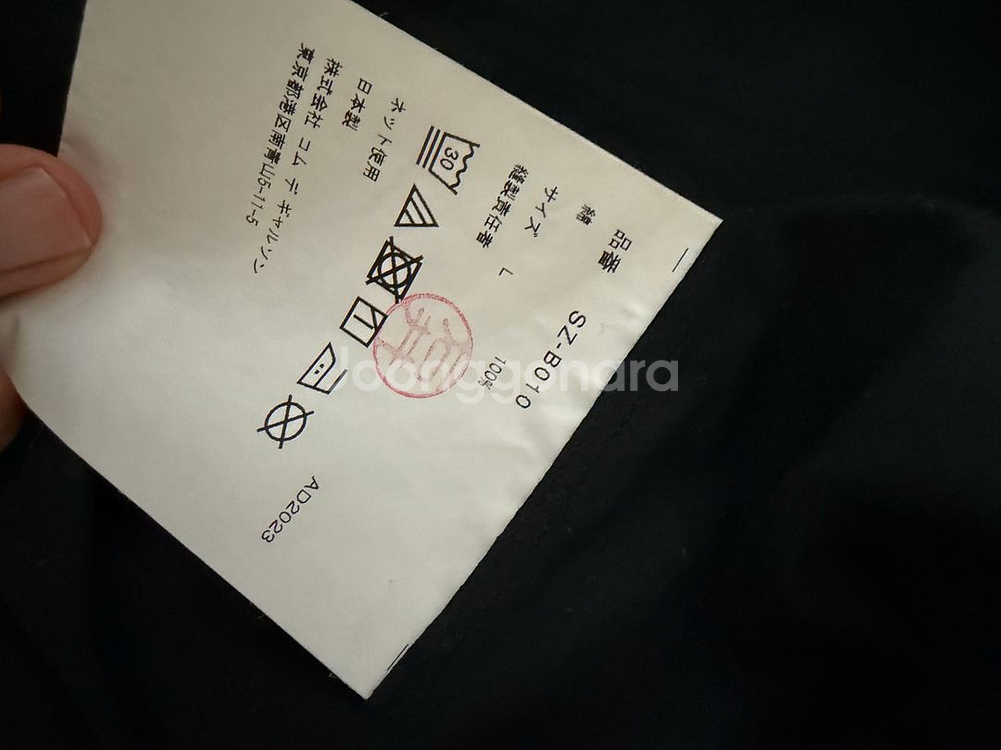 品番 SZ-B010
綿 100%
サイズ L
縫製責任者
30
ネット使用
日本製
株式会社 コム デ ギャルソン
東京都港区南青山5-11-5
AD2023
Joonggonara